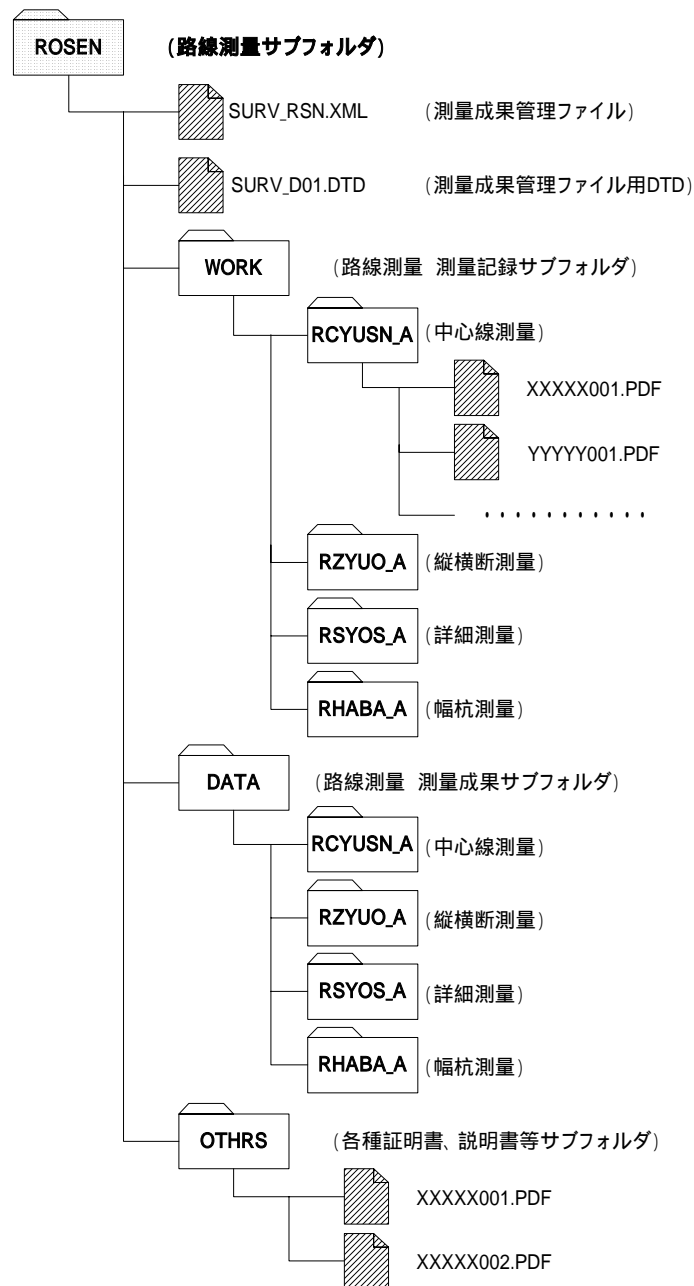 ROSEN (路線測量サブフォルダ)
SURV_RSN.XML (測量成果管理ファイル)
SURV_D01.DTD (測量成果管理ファイル用DTD)
WORK (路線測量 測量記録サブフォルダ)
RCYUSN_A (中心線測量)
XXXXX001.PDF
YYYYY001.PDF
・・・・・・・・・・・
RZYUO_A (縦横断測量)
RSYOS_A (詳細測量)
RHABA_A (幅杭測量)
DATA (路線測量 測量成果サブフォルダ)
RCYUSN_A (中心線測量)
RZYUO_A (縦横断測量)
RSYOS_A (詳細測量)
RHABA_A (幅杭測量)
OTHRS (各種証明書、説明書等サブフォルダ)
XXXXX001.PDF
XXXXX002.PDF